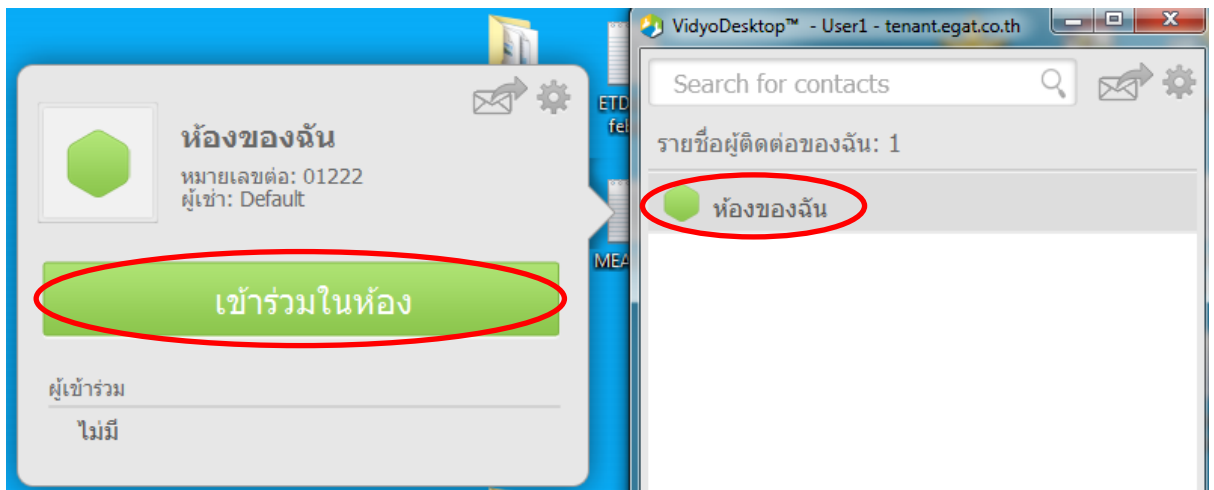 ห้องของฉัน
หมายเลขต่อ: 01222
ผู้เช่า: Default
เข้าร่วมในห้อง
ผู้เข้าร่วม
ไม่มี
VidyoDesktop™ - User1 - tenant.egat.co.th
Search for contacts
รายชื่อผู้ติดต่อของฉัน: 1
ห้องของฉัน